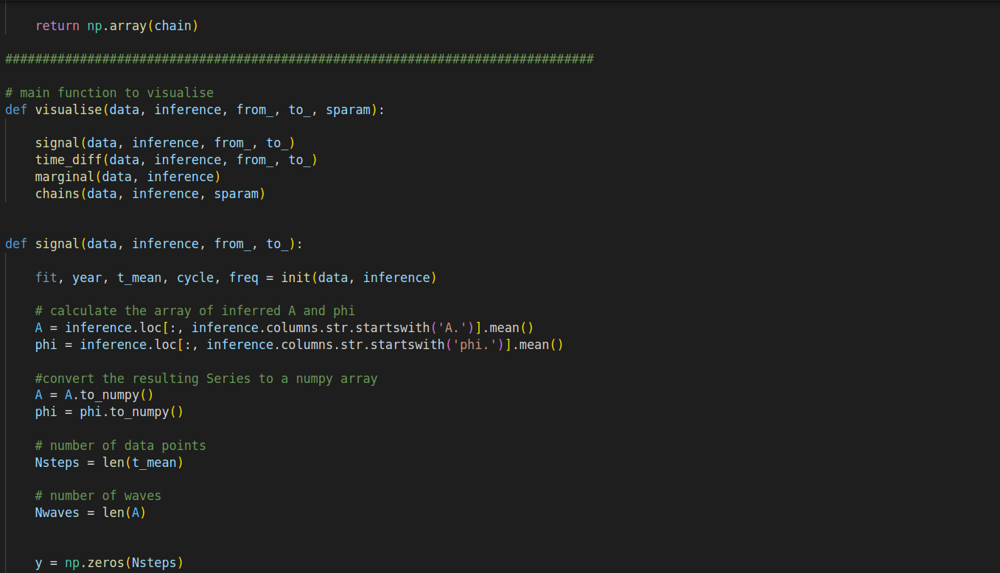 return np.array(chain)
###############################################################################
# main function to visualise
def visualise(data, inference, from_, to_, sparam):
signal(data, inference, from_, to_)
time_diff(data, inference, from_, to_)
marginal(data, inference)
chains(data, inference, sparam)
def signal(data, inference, from_, to_):
fit, year, t_mean, cycle, freq = init(data, inference)
# calculate the array of inferred A and phi
A = inference.loc[:, inference.columns.str.startswith('A.')].mean()
phi = inference.loc[:, inference.columns.str.startswith('phi.')].mean()
#convert the resulting Series to a numpy array
A = A.to_numpy()
phi = phi.to_numpy()
# number of data points
Nsteps = len(t_mean)
# number of waves
Nwaves = len(A)
y = np.zeros(Nsteps)